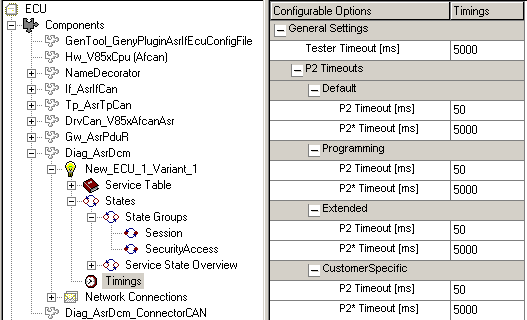 ECU
Components
GenTool_GenyPluginAsrIfEcuConfigFile
Hw_V85xCpu (Afcan)
NameDecorator
If_AsrIfCan
Tp_AsrTpCan
DrvCan_V85xAfcanAsr
Gw_AsrPduR
Diag_AsrDcm
New_ECU_1_Variant_1
Service Table
States
State Groups
Session
SecurityAccess
Service State Overview
Timings
Network Connections
Diag_AsrDcm_ConnectorCAN
Configurable Options Timings
General Settings
Tester Timeout [ms] 5000
P2 Timeouts
Default
P2 Timeout [ms] 50
P2* Timeout [ms] 5000
Programming
P2 Timeout [ms] 50
P2* Timeout [ms] 5000
Extended
P2 Timeout [ms] 50
P2* Timeout [ms] 5000
CustomerSpecific
P2 Timeout [ms] 50
P2* Timeout [ms] 5000